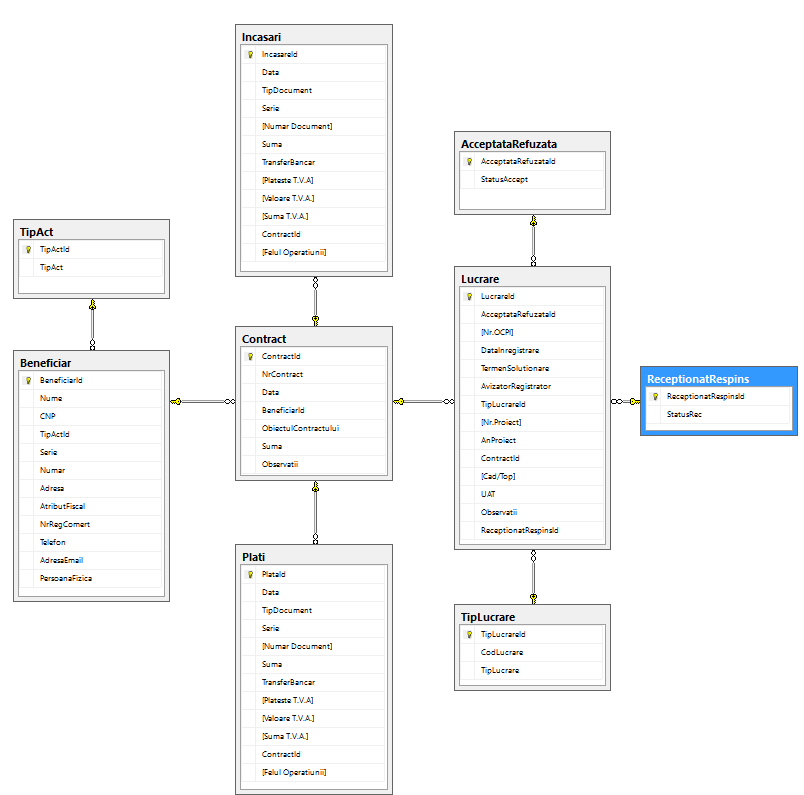 Incasari
IncasareId
Data
TipDocument
Serie
[Numar Document]
Suma
TransferBancar
[Plateste T.V.A]
[Valoare T.V.A.]
[Suma T.V.A.]
ContractId
[Felul Operatiunii]
AcceptataRefuzata
AcceptataRefuzataId
StatusAccept
TipAct
TipActId
TipAct
Lucrare
LucrareId
AcceptataRefuzataId
[Nr.OCPI]
DataInregistrare
TermenSolutionare
AvizatorRegistrator
TipLucrareId
[Nr.Proiect]
AnProiect
ContractId
[Cad/Top]
UAT
Observatii
ReceptionatRespinsId
Contract
ContractId
NrContract
Data
BeneficiarId
ObiectulContractului
Suma
Observatii
Beneficiar
BeneficiarId
Nume
CNP
TipActId
Serie
Numar
Adresa
AtributFiscal
NrRegComert
Telefon
AdresaEmail
PersoanaFizica
ReceptionatRespins
ReceptionatRespinsId
StatusRec
Plati
PlataId
Data
TipDocument
Serie
[Numar Document]
Suma
TransferBancar
[Plateste T.V.A]
[Valoare T.V.A.]
[Suma T.V.A.]
ContractId
[Felul Operatiunii]
TipLucrare
TipLucrareId
CodLucrare
TipLucrare